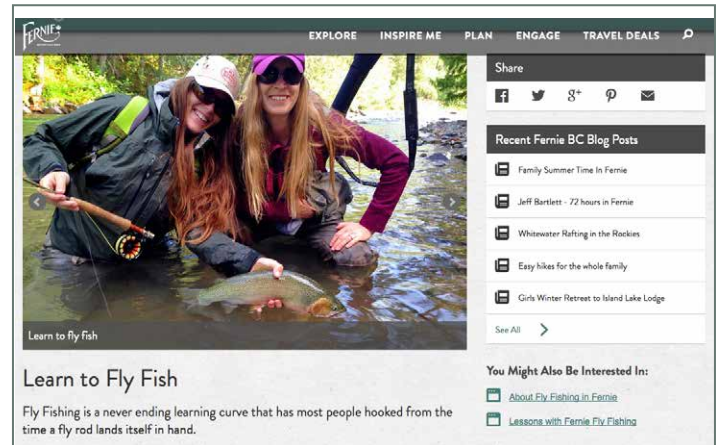 FERNIE
EXPLORE INSPIRE ME PLAN ENGAGE TRAVEL DEALS
Learn to fly fish
Learn to Fly Fish
Fly Fishing is a never ending learning curve that has most people hooked from the
time a fly rod lends itself in hand.
Share
g+
Recent Fernie BC Blog Posts
Family Summer Time In Fernie
Jeff Bartlett - 72 hours in Fernie
Whitewater Rafting in the Rockies
Easy hikes for the whole family
Girls Winter Retreat to Island Lake Lodge
See All
You Might Also Be Interested In:
About Fly Fishing in Fernie
Lessons with Fernie Fly Fishing